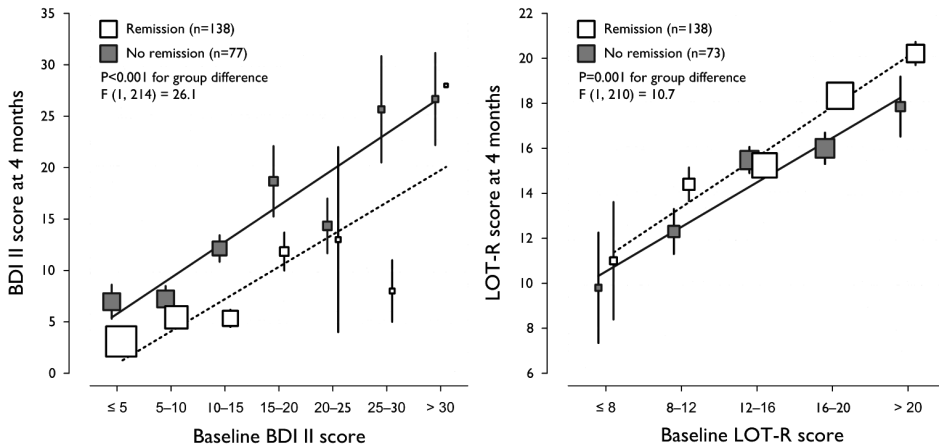 Remission (n=138)
No remission (n=77)
P<0.001 for group difference
F (1, 214) = 26.1
BDI II score at 4 months
35
30
25
20
15
10
5
0
≤ 5
5–10
10–15
15–20
20–25
25–30
> 30
Baseline BDI II score
Remission (n=138)
No remission (n=73)
P=0.001 for group difference
F (1, 210) = 10.7
LOT-R score at 4 months
22
20
18
16
14
12
10
8
6
≤ 8
8–12
12–16
16–20
> 20
Baseline LOT-R score